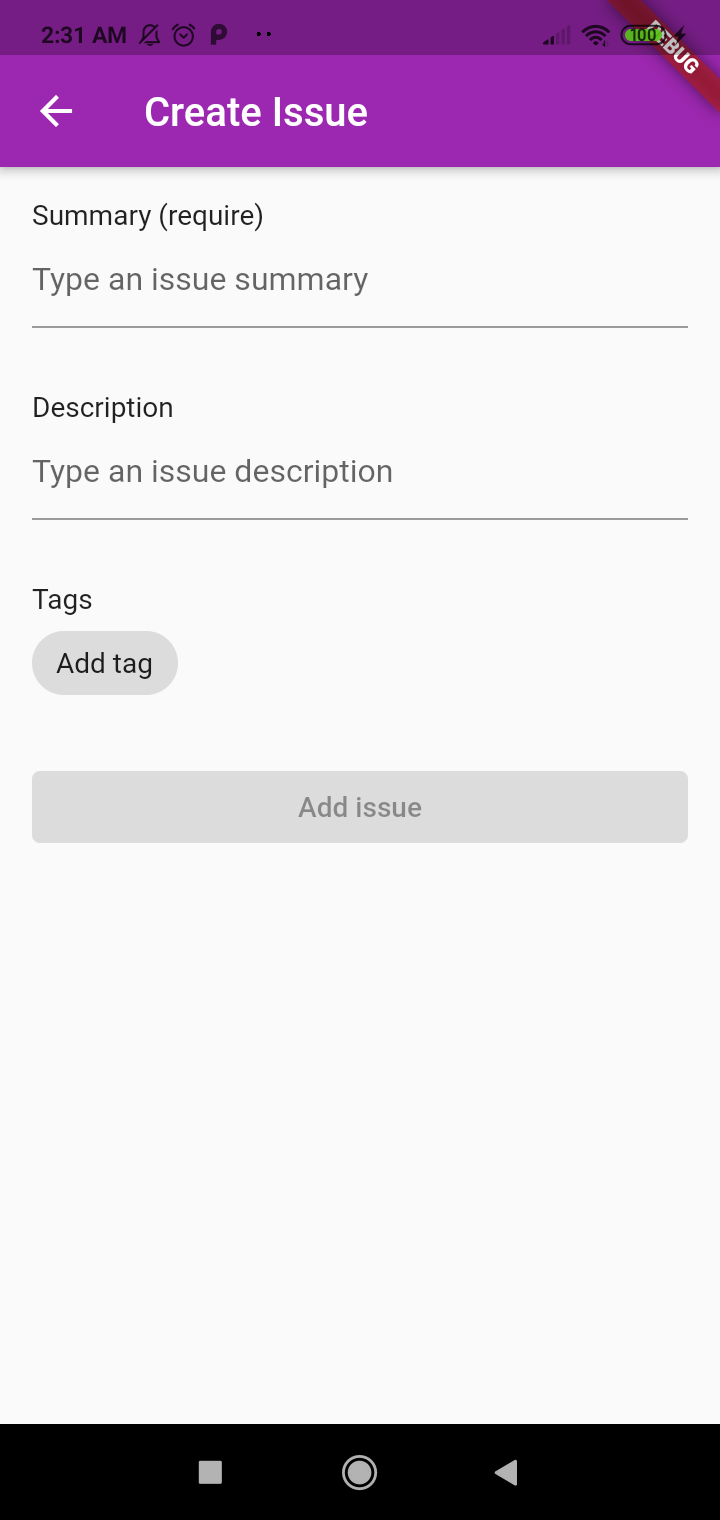 2:31 AM
100
Create Issue
Summary (require)
Type an issue summary
Description
Type an issue description
Tags
Add tag
Add issue